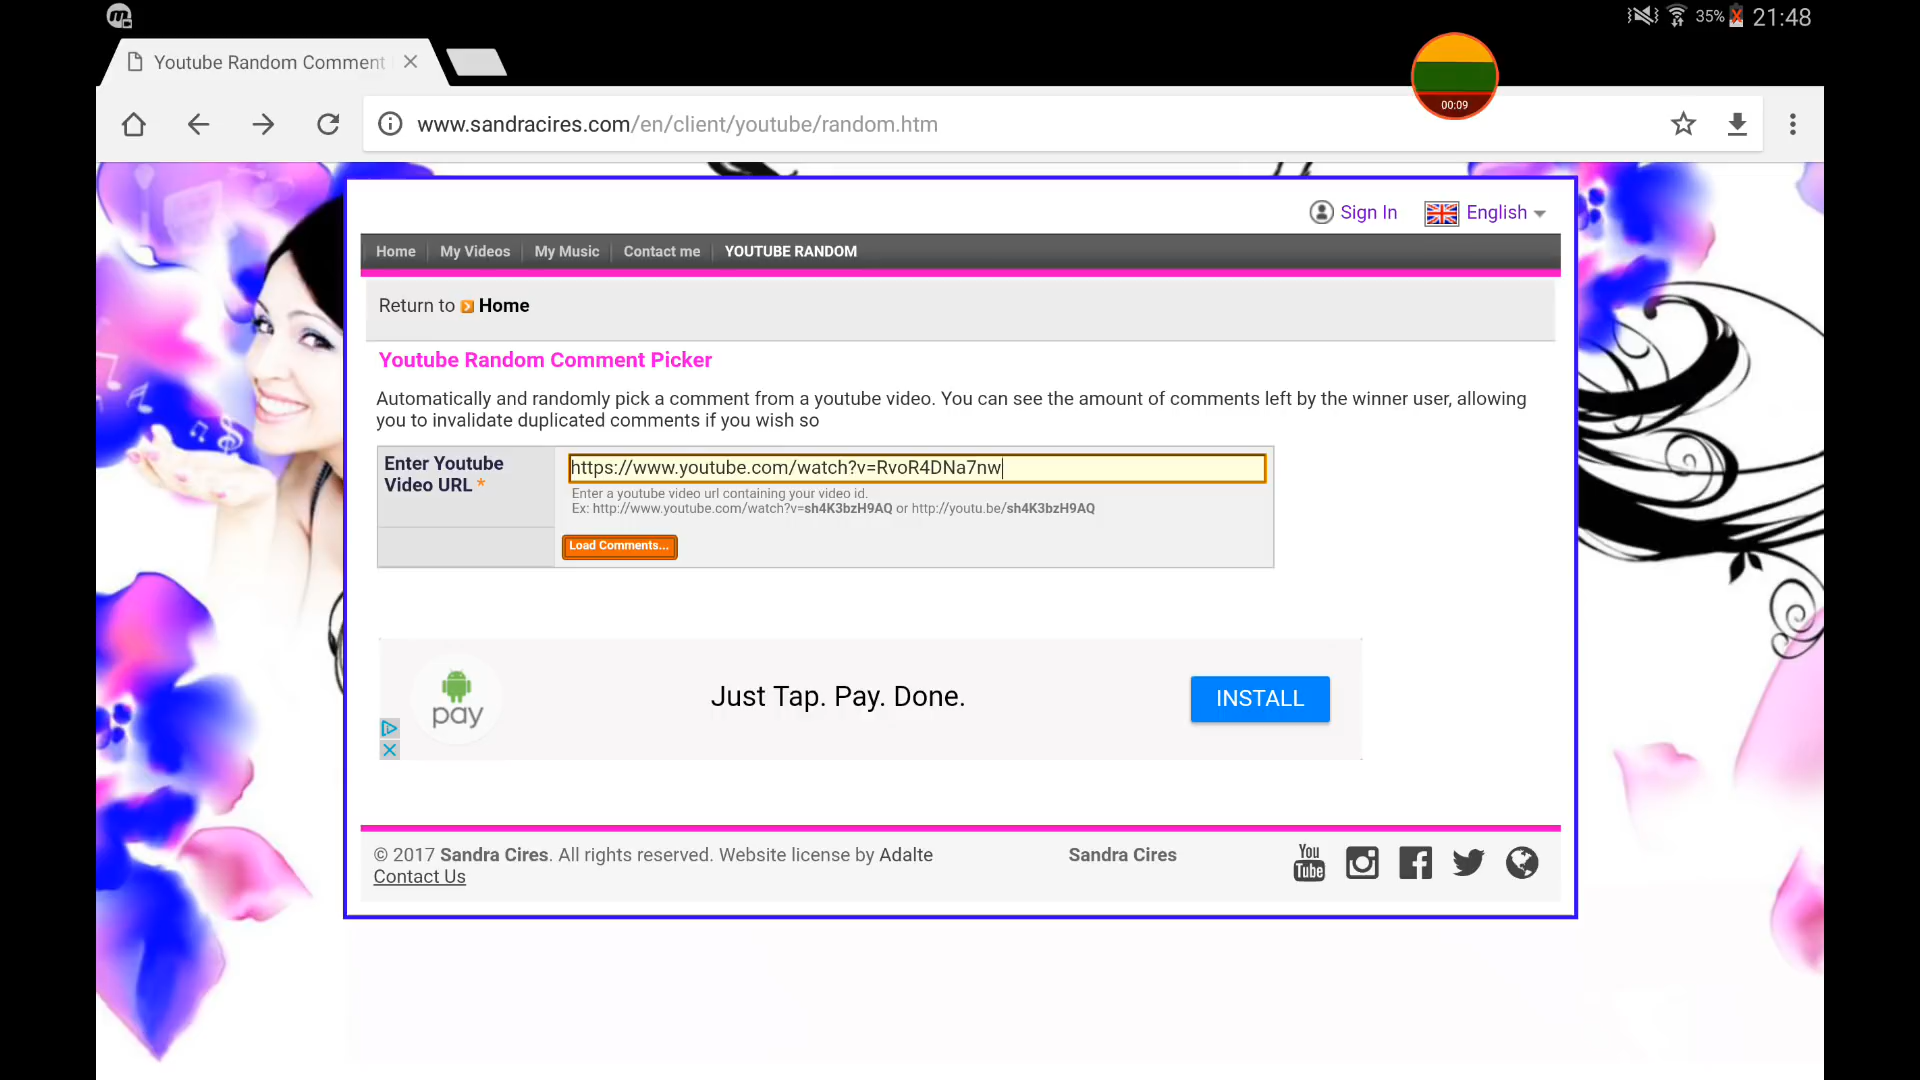 35% 21:48
Youtube Random Comment
00:09
www.sandracires.com/en/client/youtube/random.htm
Sign In English
Home My Videos My Music Contact me YOUTUBE RANDOM
Return to Home
Youtube Random Comment Picker
Automatically and randomly pick a comment from a youtube video. You can see the amount of comments left by the winner user, allowing
you to invalidate duplicated comments if you wish so
Enter Youtube
Video URL *
https://www.youtube.com/watch?v=RvoR4DNa7nw
Enter a youtube video url containing your video id.
Ex: http://www.youtube.com/watch?v=sh4K3bzH9AQ or http://youtu.be/sh4K3bzH9AQ
Load Comments...
pay
Just Tap. Pay. Done.
INSTALL
© 2017 Sandra Cires. All rights reserved. Website license by Adalte
Contact Us
Sandra Cires
You
Tube